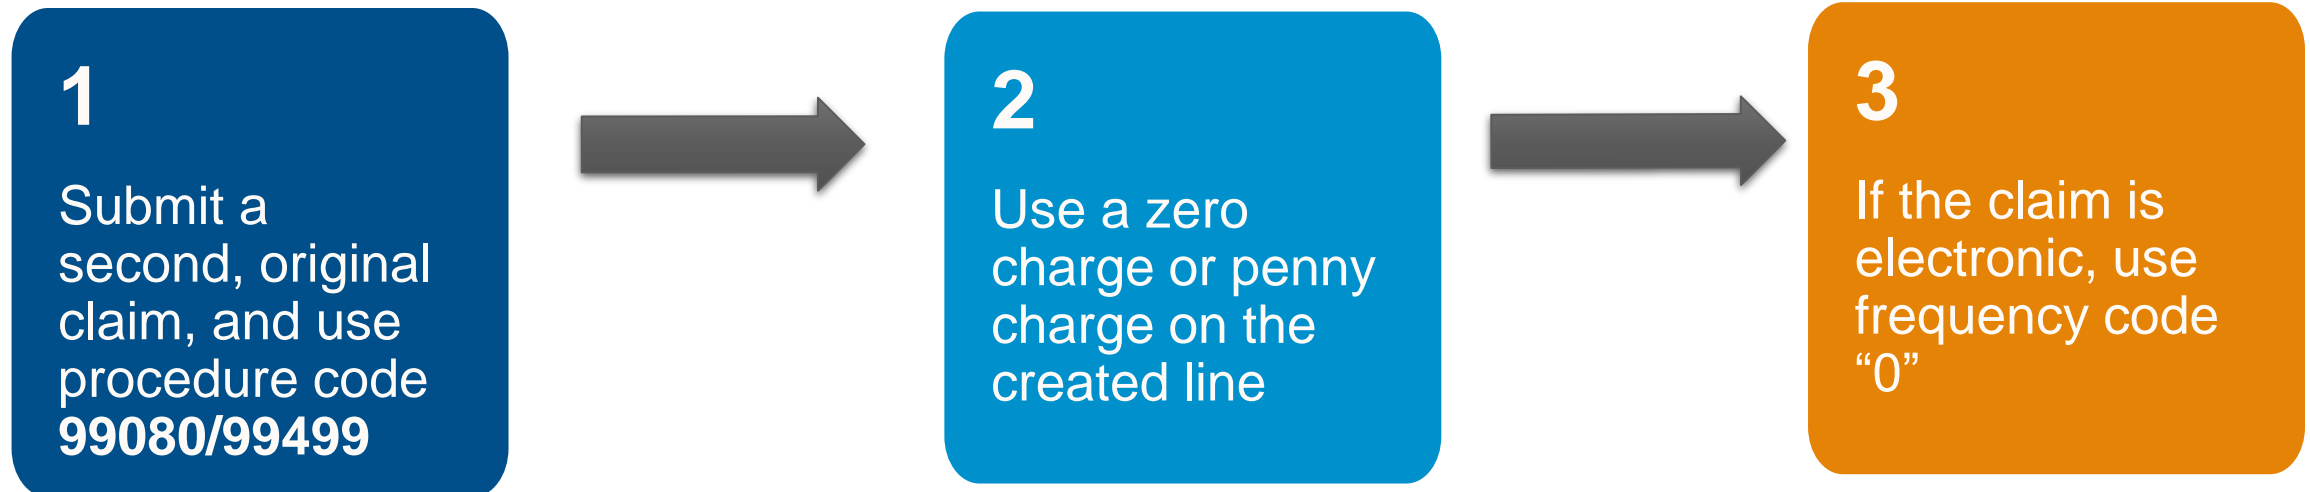 1
Submit a
second, original
claim, and use
procedure code
99080/99499
2
Use a zero
charge or penny
charge on the
created line
3
If the claim is
electronic, use
frequency code
“0”